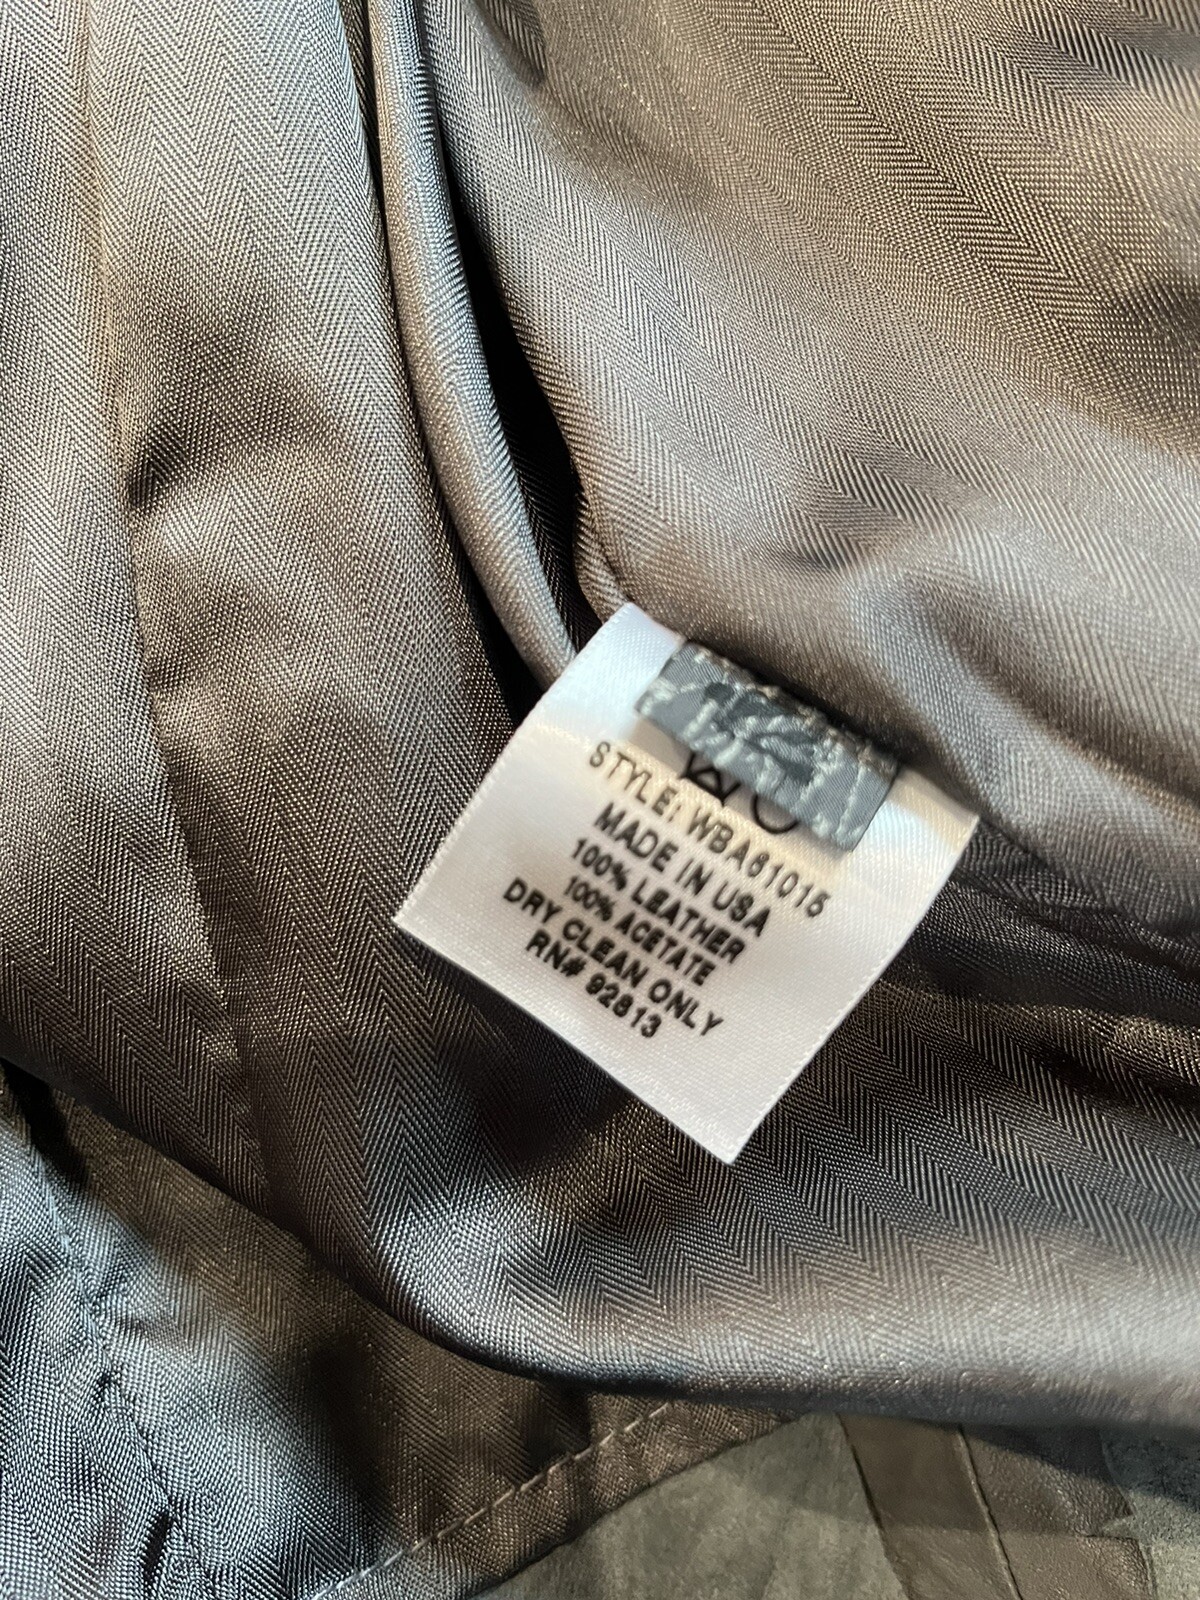 STYLE: WBA61015
MADE IN USA
100% LEATHER
100% ACETATE
DRY CLEAN ONLY
RN# 92813